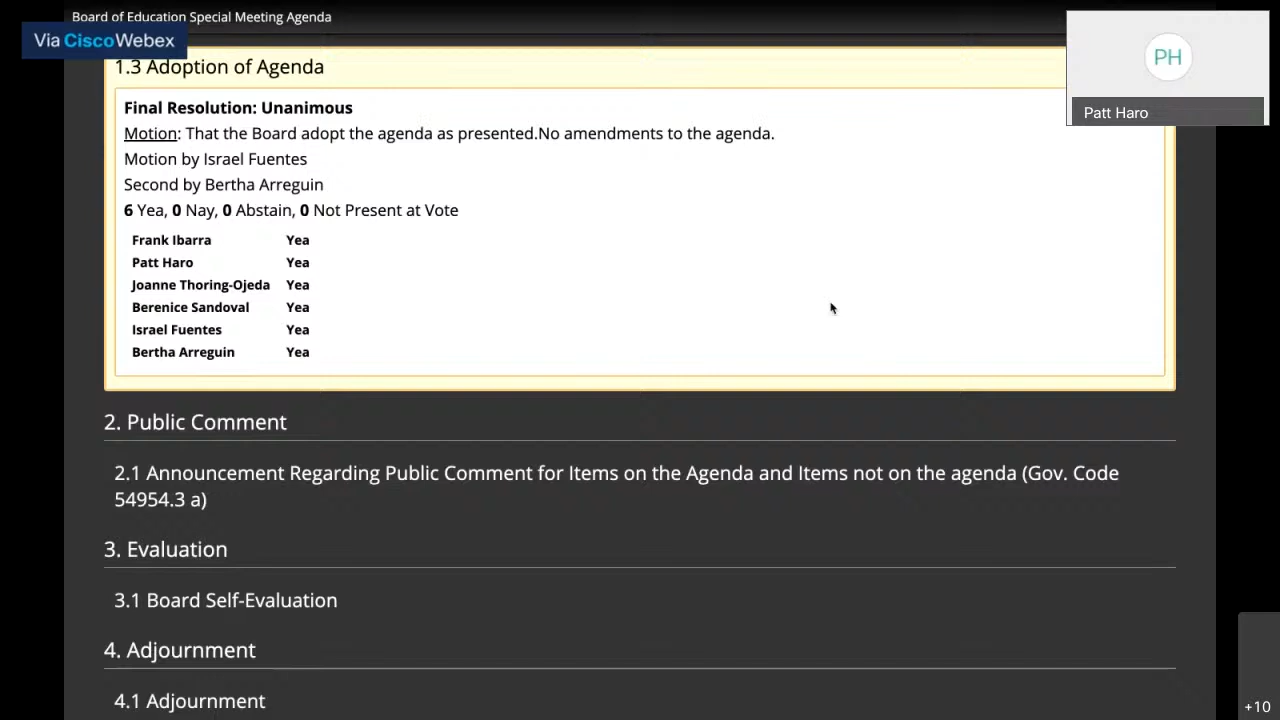 Board of Education Special Meeting Agenda
Via CiscoWebex
PH
Patt Haro
1.3 Adoption of Agenda
Final Resolution: Unanimous
Motion: That the Board adopt the agenda as presented.No amendments to the agenda.
Motion by Israel Fuentes
Second by Bertha Arreguin
6 Yea, 0 Nay, 0 Abstain, 0 Not Present at Vote
Frank Ibarra Yea
Patt Haro Yea
Joanne Thoring-Ojeda Yea
Berenice Sandoval Yea
Israel Fuentes Yea
Bertha Arreguin Yea
2. Public Comment
2.1 Announcement Regarding Public Comment for Items on the Agenda and Items not on the agenda (Gov. Code
54954.3 a)
3. Evaluation
3.1 Board Self-Evaluation
4. Adjournment
4.1 Adjournment
+10